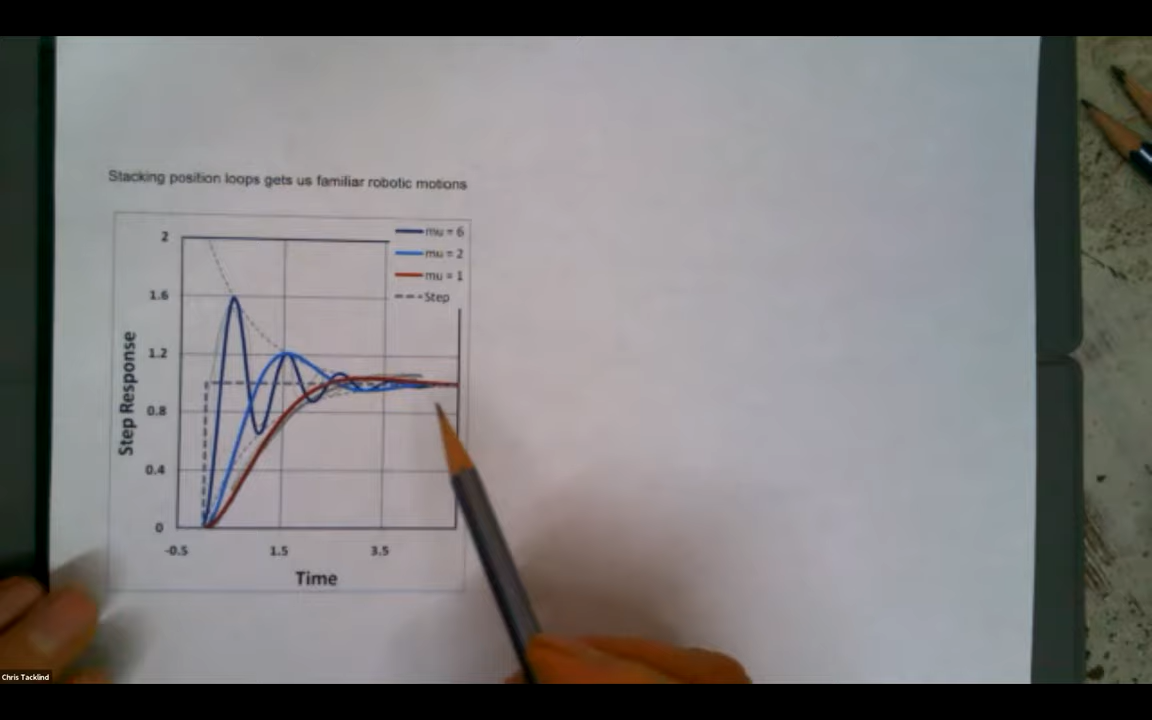 Stacking position loops gets us familiar robotic motions
mu = 6
mu = 2
mu = 1
Step
2
1.6
1.2
0.8
0.4
0
Step Response
-0.5
1.5
3.5
Time
Chris Tacklind